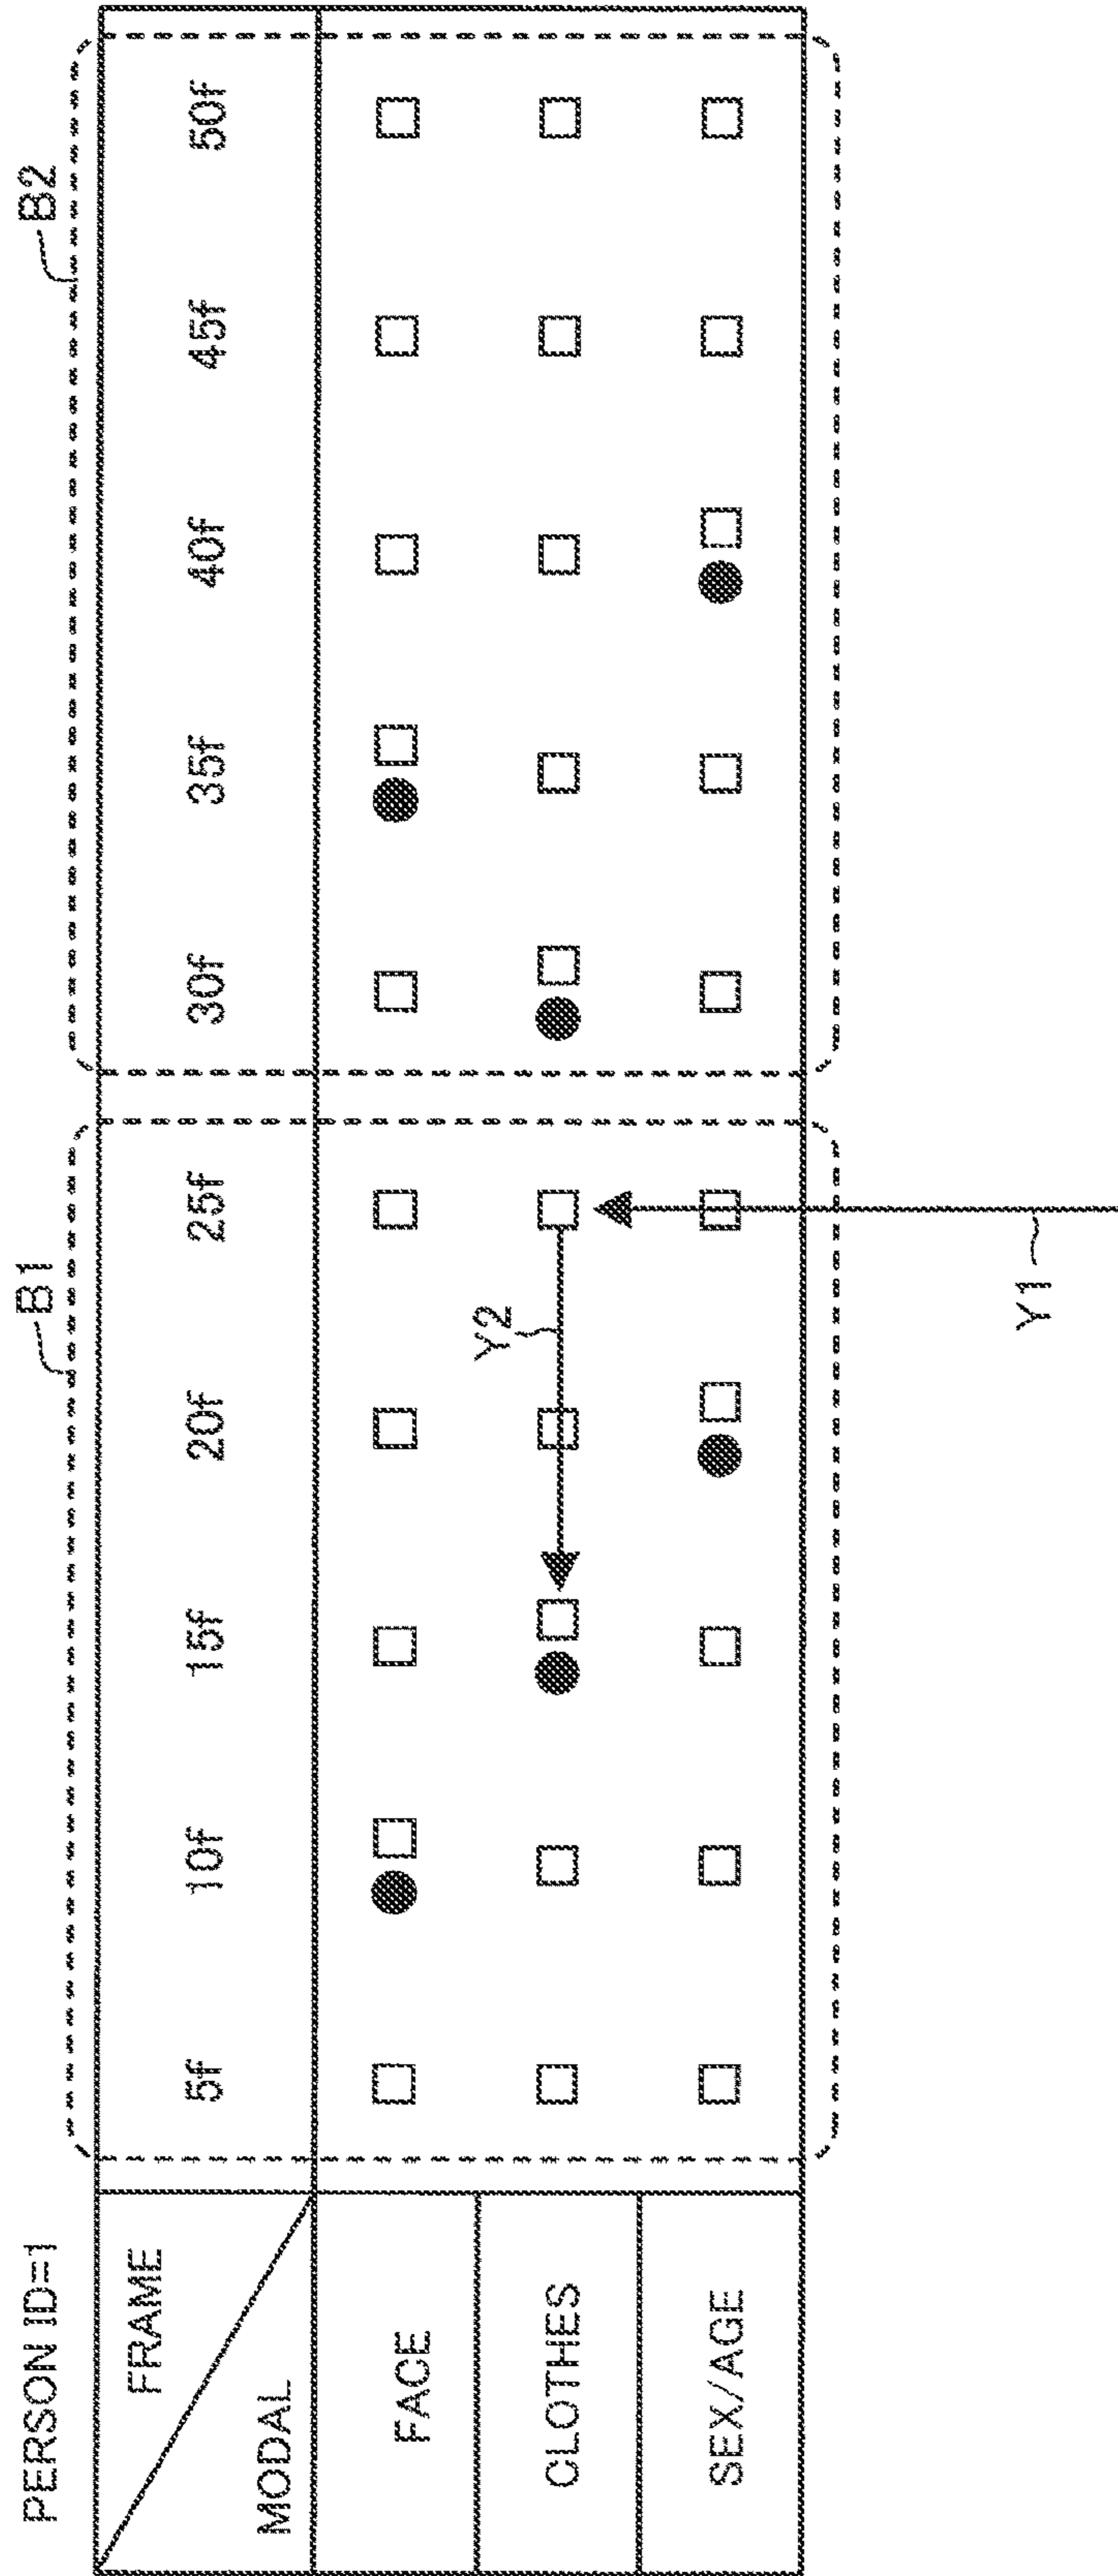 PERSON ID=1
B1
B2
FRAME
MODAL
5f 10f 15f 20f 25f 30f 35f 40f 45f 50f
FACE
CLOTHES
Y2
SEX/AGE
Y1